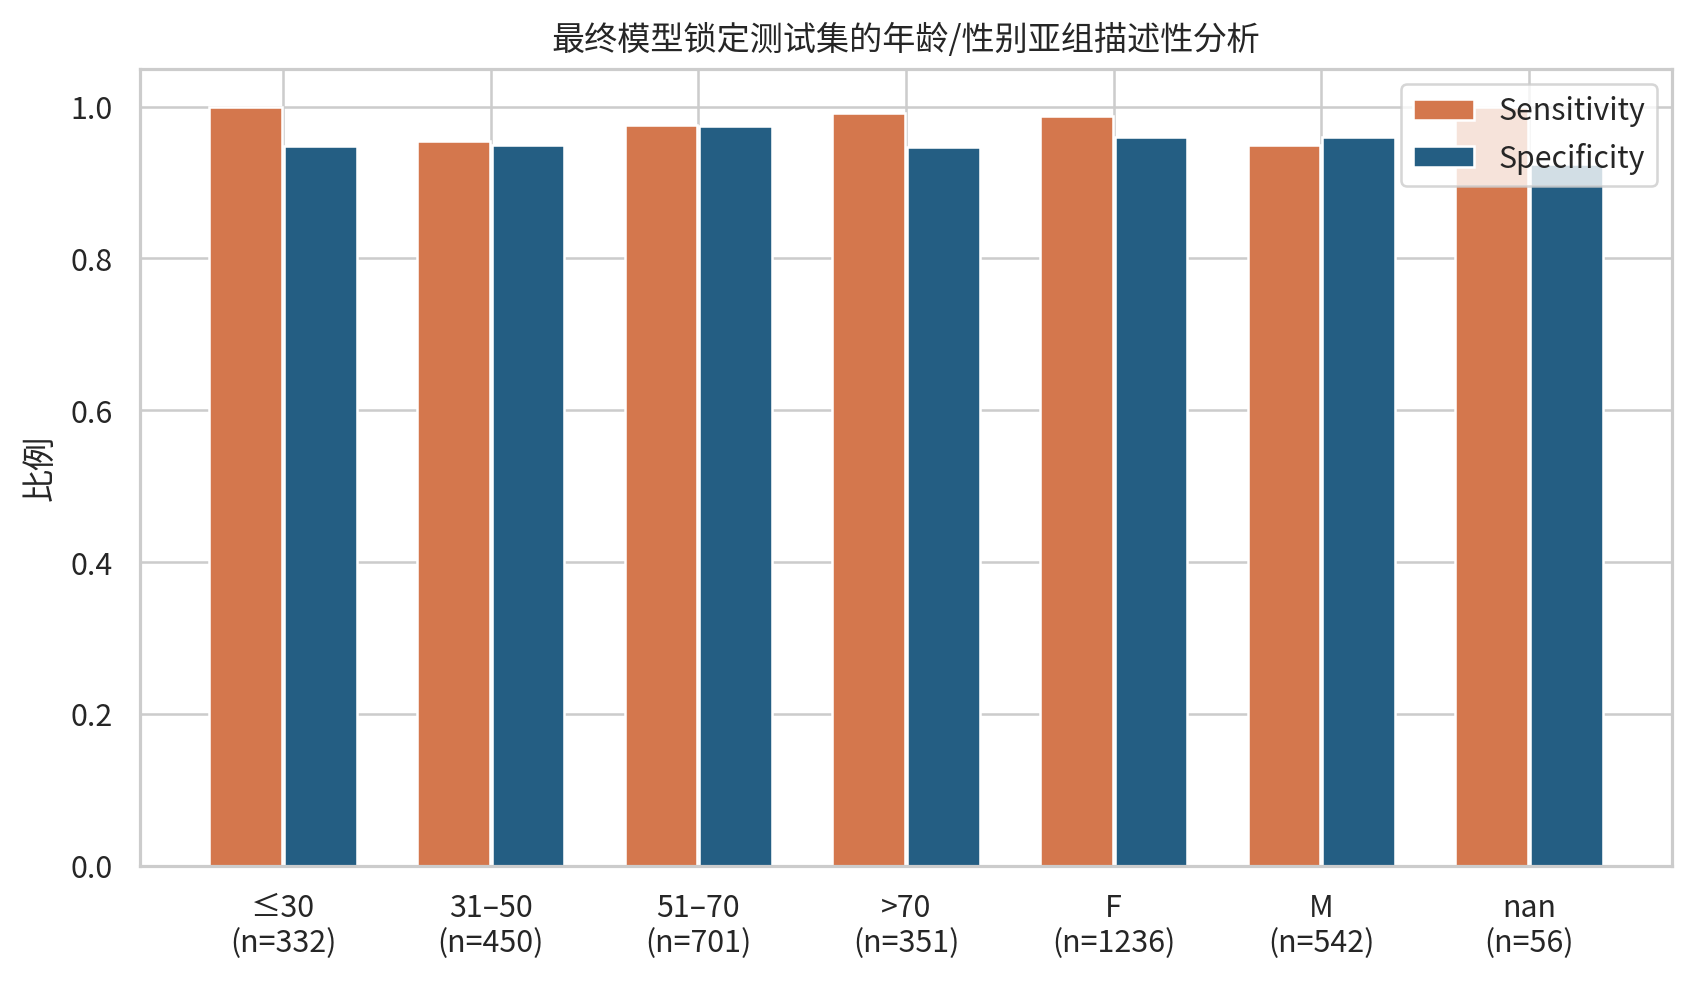 最终模型锁定测试集的年龄/性别亚组描述性分析
Sensitivity
Specificity
比例
1.0
0.8
0.6
0.4
0.2
0.0
≤30
(n=332)
31–50
(n=450)
51–70
(n=701)
>70
(n=351)
F
(n=1236)
M
(n=542)
nan
(n=56)